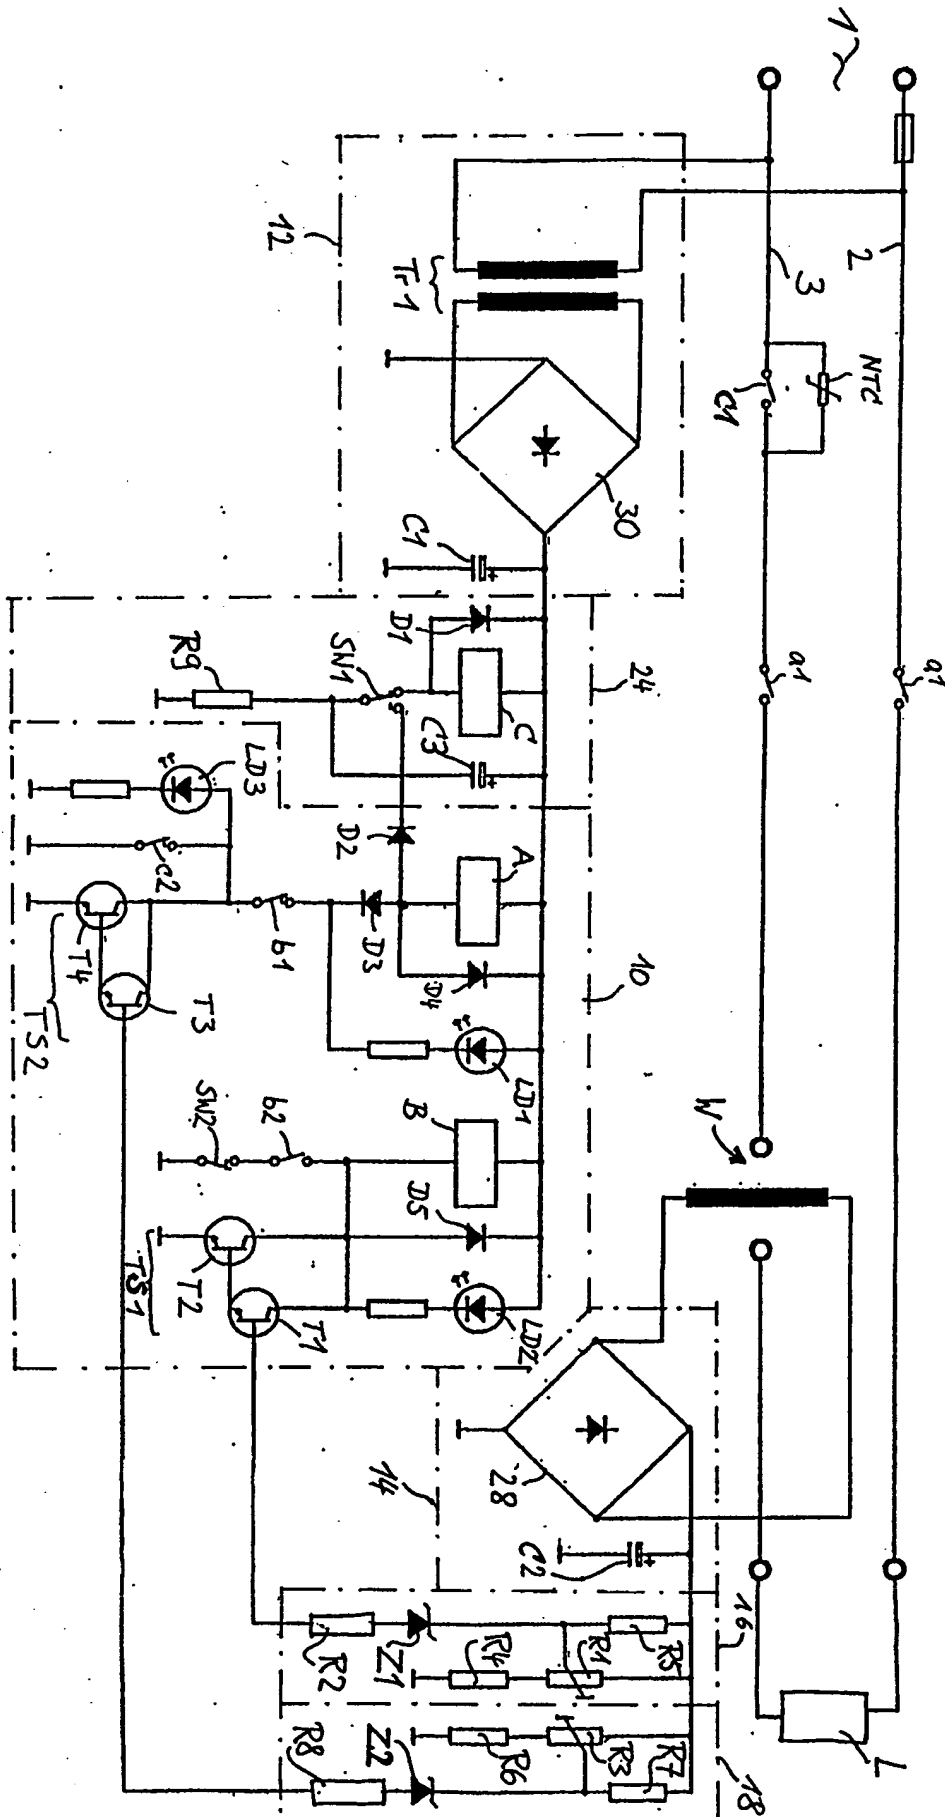 1
2
3
NTC
c1
a1
a1
W
L
12
Tr1
30
C1
D1
C
SW1
C3
R9
24
LD3
c2
D2
A
D3
b1
D4
10
T4
T3
TS2
LD1
B
b2
SW2
D5
T2
TS1
T1
LD2
28
14
C2
16
R5
R1
R4
Z1
R2
R7
R3
R6
Z2
R8
18